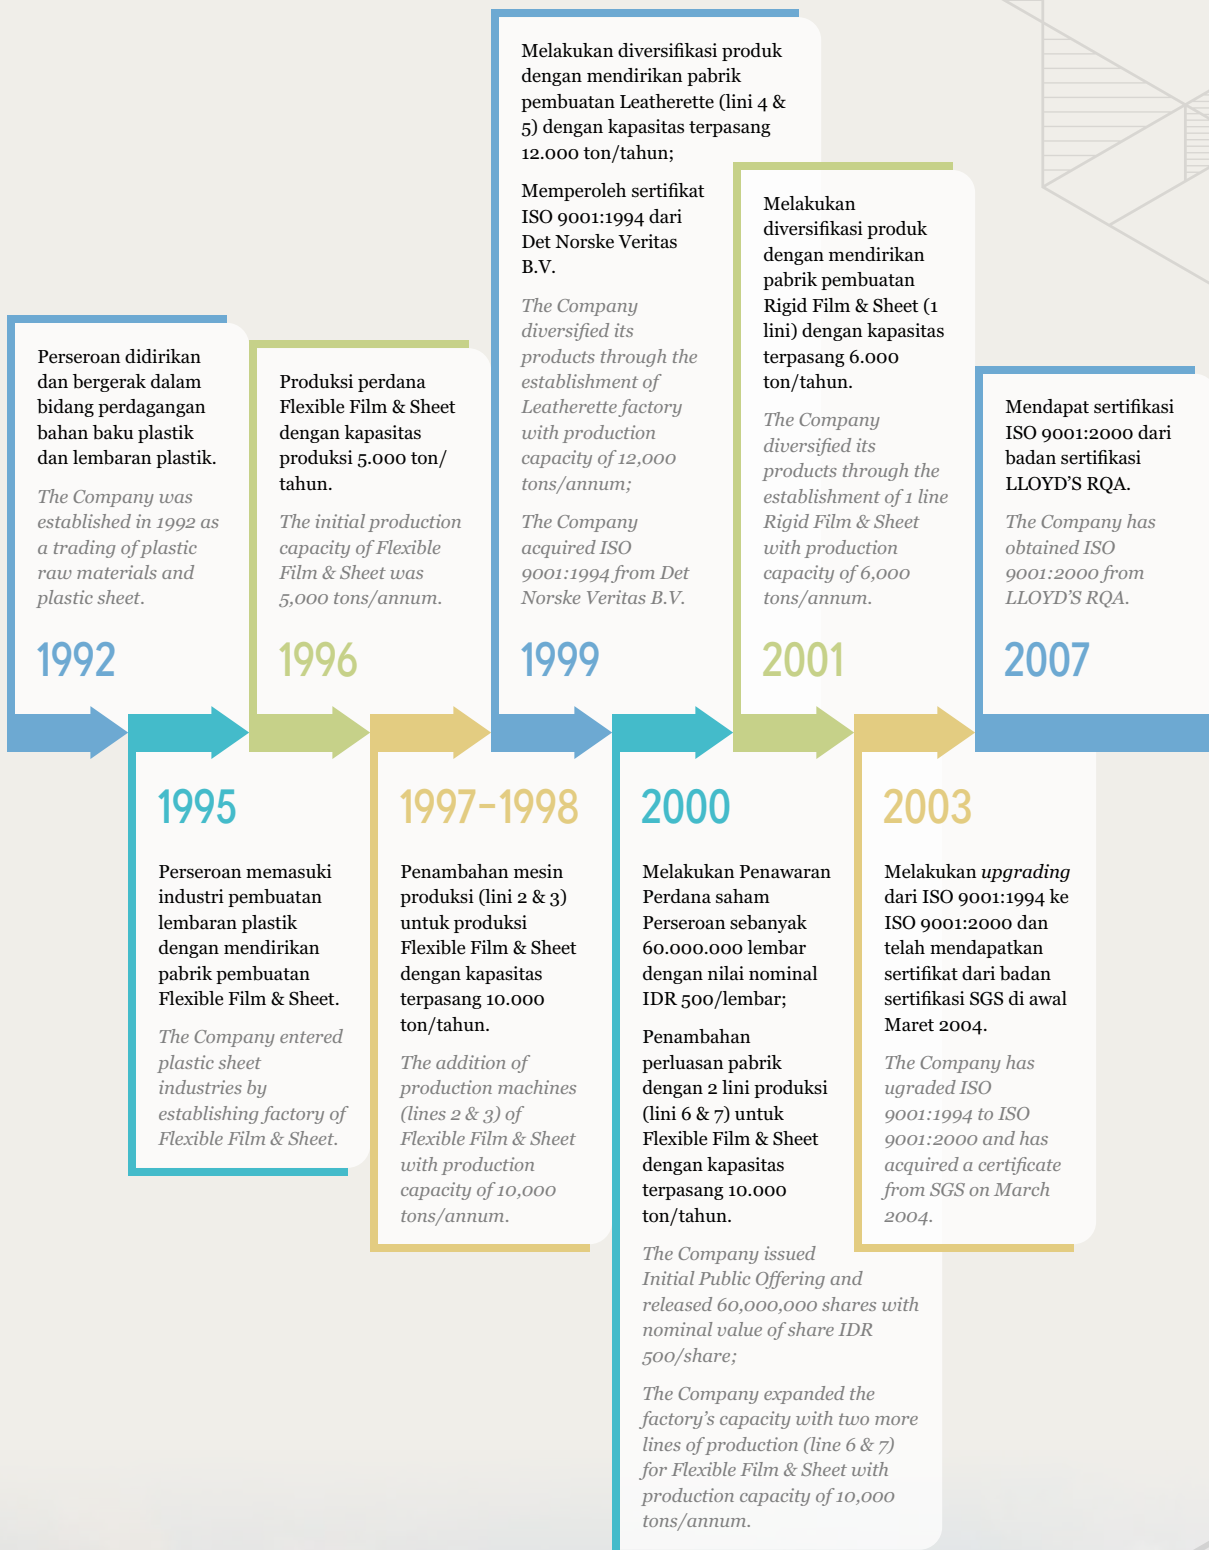 Perseroan didirikan
dan bergerak dalam
bidang perdagangan
bahan baku plastik
dan lembaran plastik.
The Company was
established in 1992 as
a trading of plastic
raw materials and
plastic sheet.
1992
1995
Perseroan memasuki
industri pembuatan
lembaran plastik
dengan mendirikan
pabrik pembuatan
Flexible Film & Sheet.
The Company entered
plastic sheet
industries by
establishing factory of
Flexible Film & Sheet.
Produksi perdana
Flexible Film & Sheet
dengan kapasitas
produksi 5.000 ton/
tahun.
The initial production
capacity of Flexible
Film & Sheet was
5,000 tons/annum.
1996
1997-1998
Penambahan mesin
produksi (lini 2 & 3)
untuk produksi
Flexible Film & Sheet
dengan kapasitas
terpasang 10.000
ton/tahun.
The addition of
production machines
(lines 2 & 3) of
Flexible Film & Sheet
with production
capacity of 10,000
tons/annum.
Melakukan diversifikasi produk
dengan mendirikan pabrik
pembuatan Leatherette (lini 4 &
5) dengan kapasitas terpasang
12.000 ton/tahun;
Memperoleh sertifikat
ISO 9001:1994 dari
Det Norske Veritas
B.V.
The Company
diversified its
products through the
establishment of
Leatherette factory
with production
capacity of 12,000
tons/annum;
The Company
acquired ISO
9001:1994 from Det
Norske Veritas B.V.
1999
2000
Melakukan Penawaran
Perdana saham
Perseroan sebanyak
60.000.000 lembar
dengan nilai nominal
IDR 500/lembar;
Penambahan
perluasan pabrik
dengan 2 lini produksi
(lini 6 & 7) untuk
Flexible Film & Sheet
dengan kapasitas
terpasang 10.000
ton/tahun.
The Company issued
Initial Public Offering and
released 60,000,000 shares with
nominal value of share IDR
500/share;
The Company expanded the
factory's capacity with two more
lines of production (line 6 & 7)
for Flexible Film & Sheet with
production capacity of 10,000
tons/annum.
Melakukan
diversifikasi produk
dengan mendirikan
pabrik pembuatan
Rigid Film & Sheet (1
lini) dengan kapasitas
terpasang 6.000
ton/tahun.
The Company
diversified its
products through the
establishment of 1 line
Rigid Film & Sheet
with production
capacity of 6,000
tons/annum.
2001
2003
Melakukan upgrading
dari ISO 9001:1994 ke
ISO 9001:2000 dan
telah mendapatkan
sertifikat dari badan
sertifikasi SGS di awal
Maret 2004.
The Company has
ugraded ISO
9001:1994 to ISO
9001:2000 and has
acquired a certificate
from SGS on March
2004.
Mendapat sertifikasi
ISO 9001:2000 dari
badan sertifikasi
LLOYD'S RQA.
The Company has
obtained ISO
9001:2000 from
LLOYD'S RQA.
2007